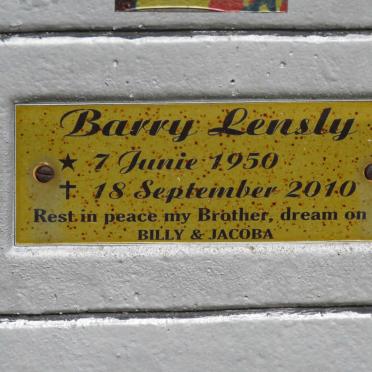 Barry Lensly
★ 7 Junie 1950
✝ 18 September 2010
Rest in peace my Brother, dream on
BILLY & JACOBA